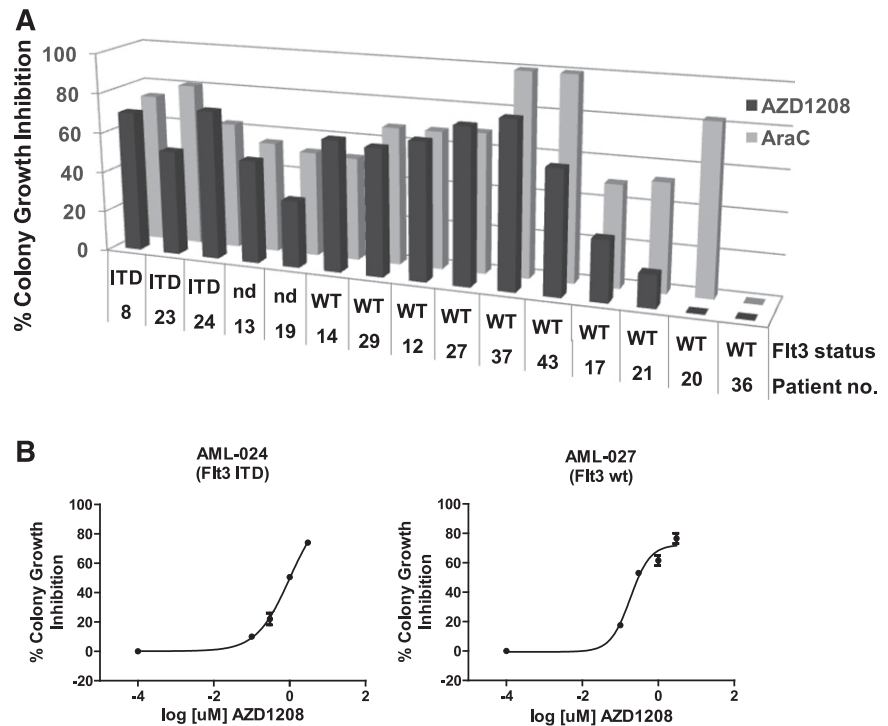 A
% Colony Growth Inhibition
100
80
60
40
20
0
AZD1208
AraC
ITD ITD ITD nd nd WT WT WT WT WT WT WT WT WT WT
Flt3 status
8 23 24 13 19 14 29 12 27 37 43 17 21 20 36
Patient no.
B
AML-024
(Flt3 ITD)
% Colony Growth
Inhibition
100
80
60
40
20
0
-20
-4 -2 0 2
log [uM] AZD1208
AML-027
(Flt3 wt)
% Colony Growth
Inhibition
100
80
60
40
20
0
-20
-4 -2 0 2
log [uM] AZD1208